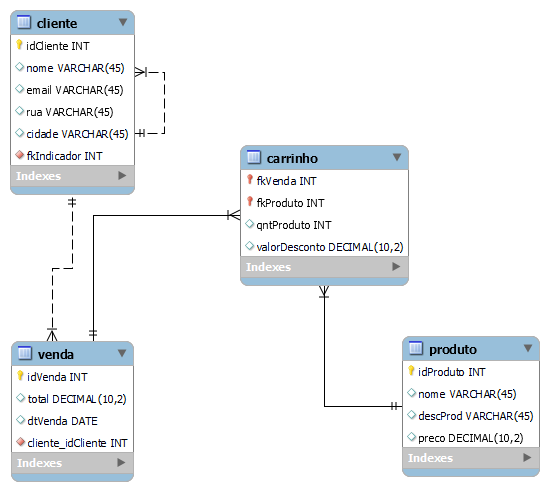 cliente
idCliente INT
nome VARCHAR(45)
email VARCHAR(45)
rua VARCHAR(45)
cidade VARCHAR(45)
fkIndicador INT
Indexes
carrinho
fkVenda INT
fkProduto INT
qntProduto INT
valorDesconto DECIMAL(10,2)
Indexes
venda
idVenda INT
total DECIMAL(10,2)
dtVenda DATE
cliente_idCliente INT
Indexes
produto
idProduto INT
nome VARCHAR(45)
descProd VARCHAR(45)
preco DECIMAL(10,2)
Indexes